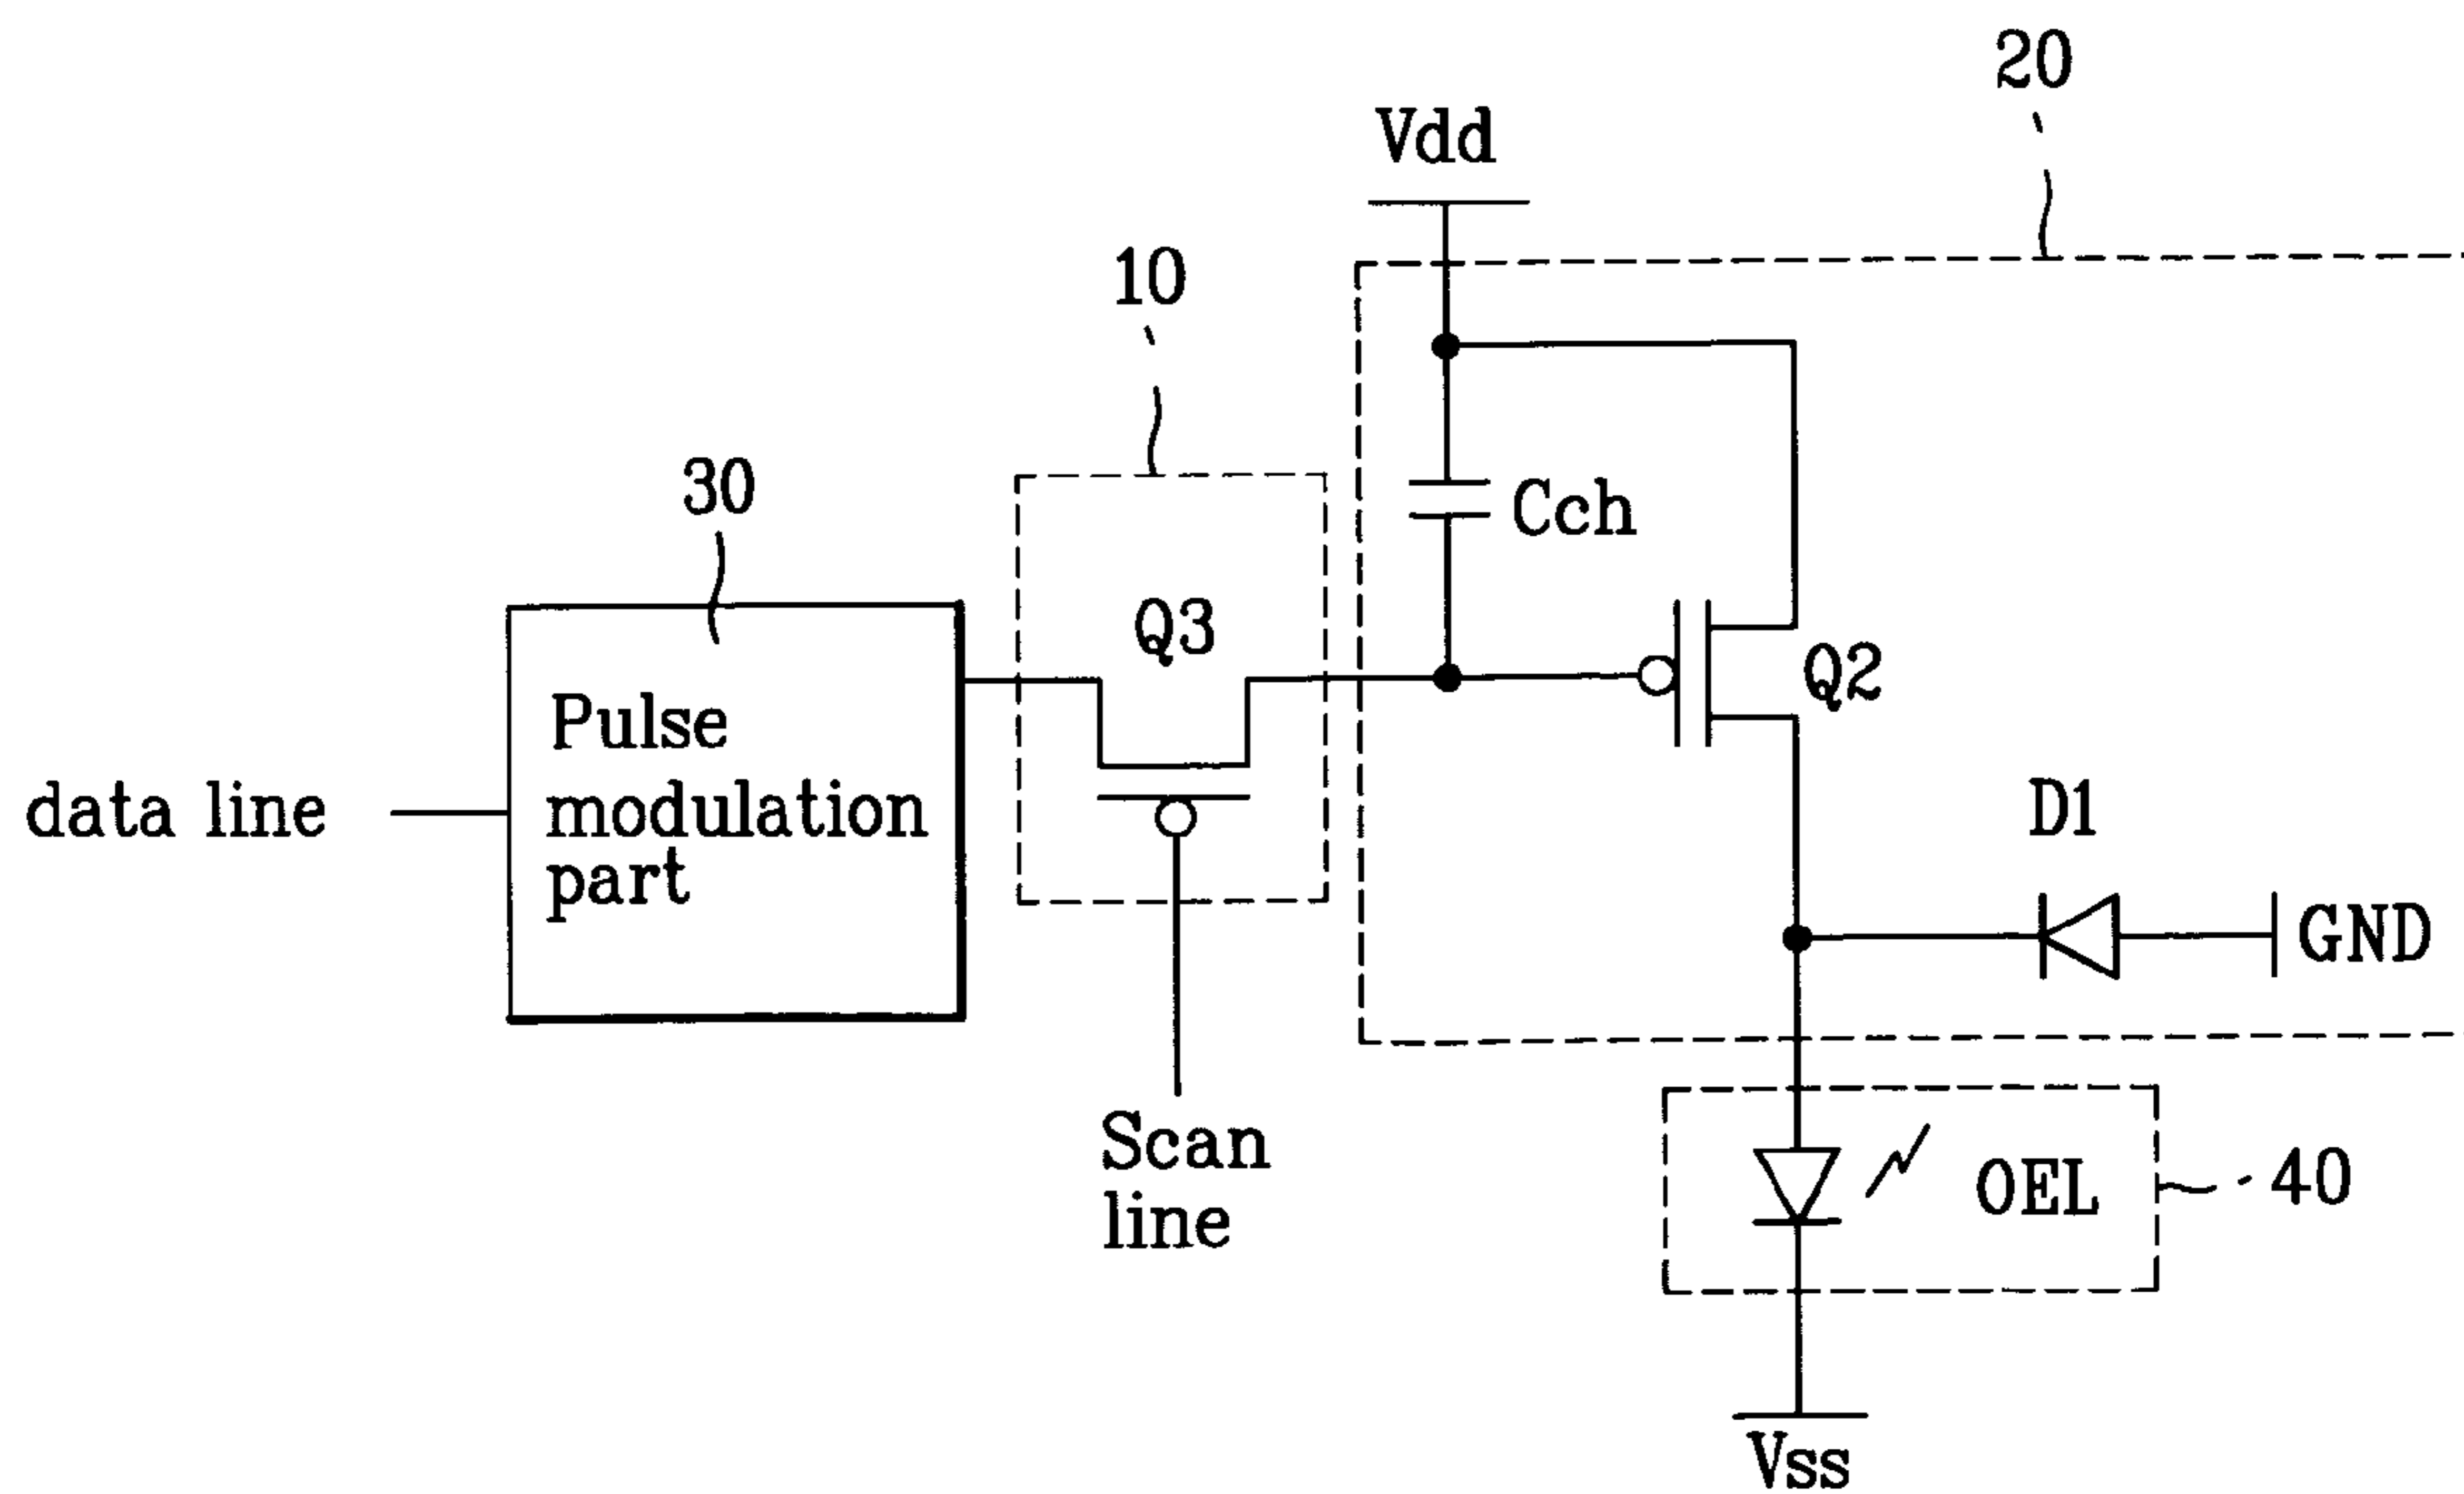 20
Vdd
10
30
Cch
Q3
Q2
Pulse
modulation
part
data line
D1
GND
Scan
line
OEL
40
Vss